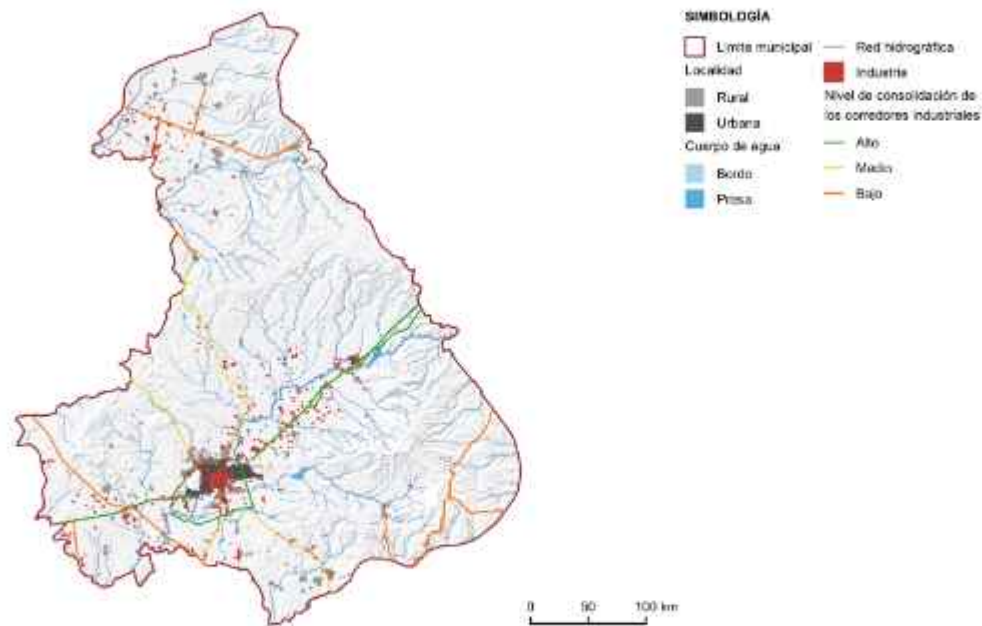 SIMBOLOGÍA
Límite municipal
Localidad
Rural
Urbana
Cuerpo de agua
Bordo
Presa
Red hidrográfica
Industria
Nivel de consolidación de
los corredores industriales
Alto
Medio
Bajo
0 50 100 km